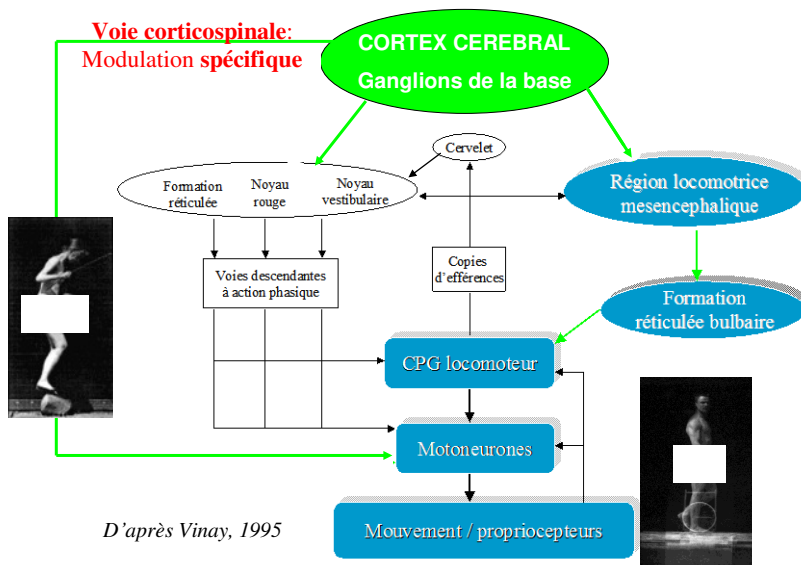 Voie corticospinale:
Modulation spécifique
CORTEX CEREBRAL
Ganglions de la base
Cervelet
Formation
réticulée
Noyau
rouge
Noyau
vestibulaire
Région locomotrice
mesencephalique
Voies descendantes
à action phasique
Copies
d'efférences
Formation
réticulée bulbaire
CPG locomoteur
Motoneurones
D'après Vinay, 1995
Mouvement / propriocepteurs